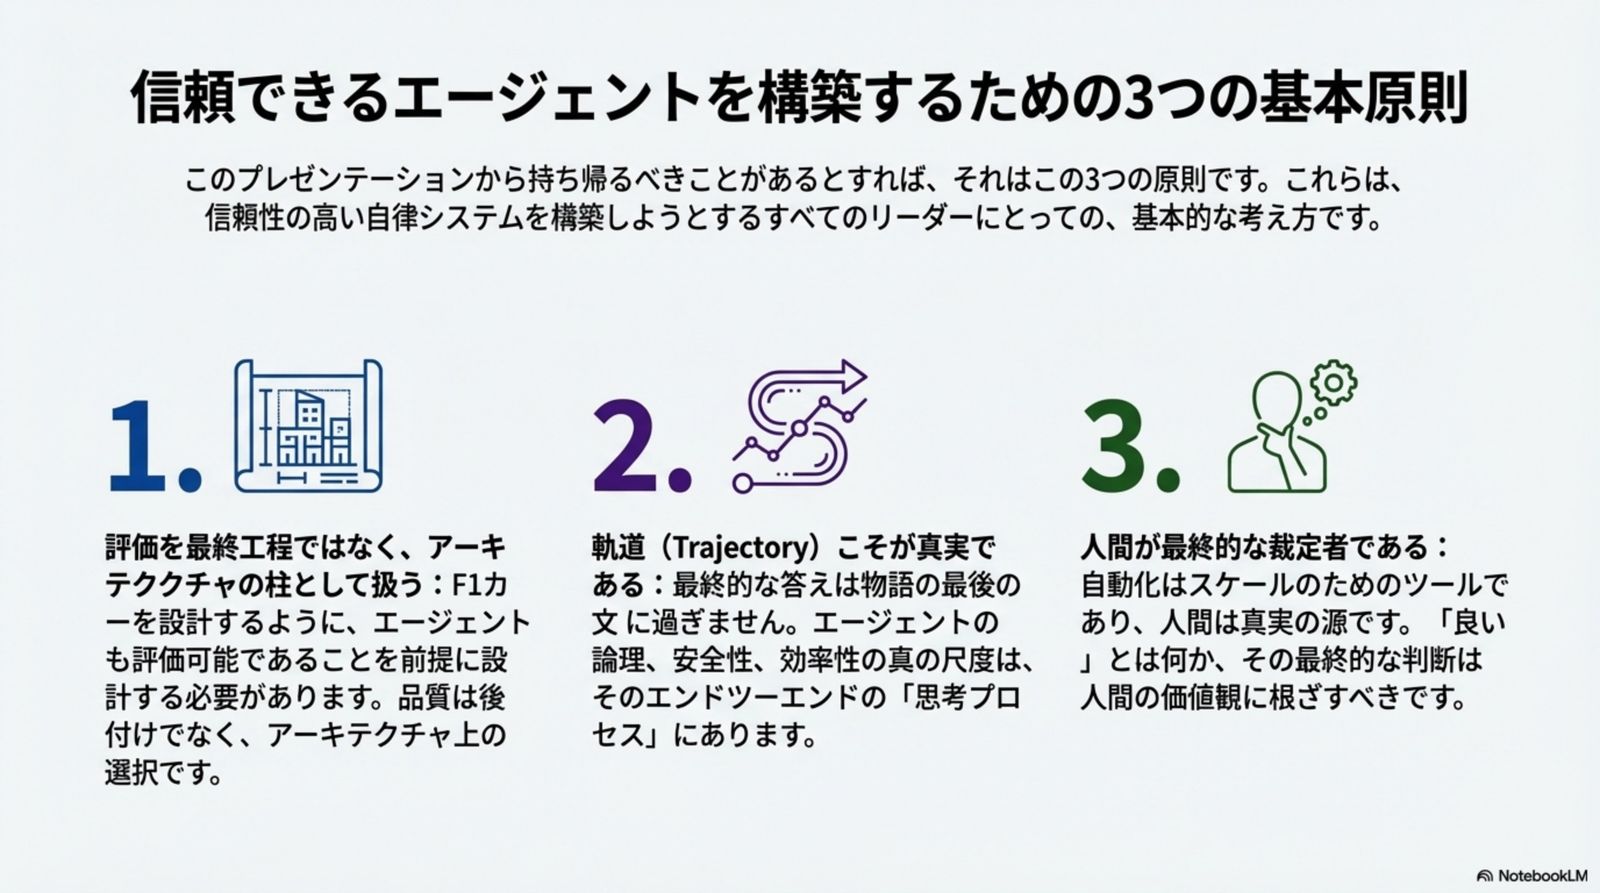 信頼できるエージェントを構築するための3つの基本原則
このプレゼンテーションから持ち帰るべきことがあるとすれば、それはこの3つの原則です。これらは、
信頼性の高い自律システムを構築しようとするすべてのリーダーにとっての、基本的な考え方です。
1.
評価を最終工程ではなく、アーキ
テククチャの柱として扱う：F1カ
ーを設計するように、エージェント
も評価可能であることを前提に設
計する必要があります。品質は後
付けでなく、アーキテクチャ上の
選択です。
2.
軌道（Trajectory）こそが真実で
ある：最終的な答えは物語の最後の
文 に過ぎません。エージェントの
論理、安全性、効率性の真の尺度は、
そのエンドツーエンドの「思考プロ
セス」にあります。
3.
人間が最終的な裁定者である：
自動化はスケールのためのツールで
あり、人間は真実の源です。「良い
」とは何か、その最終的な判断は
人間の価値観に根ざすべきです。
NotebookLM